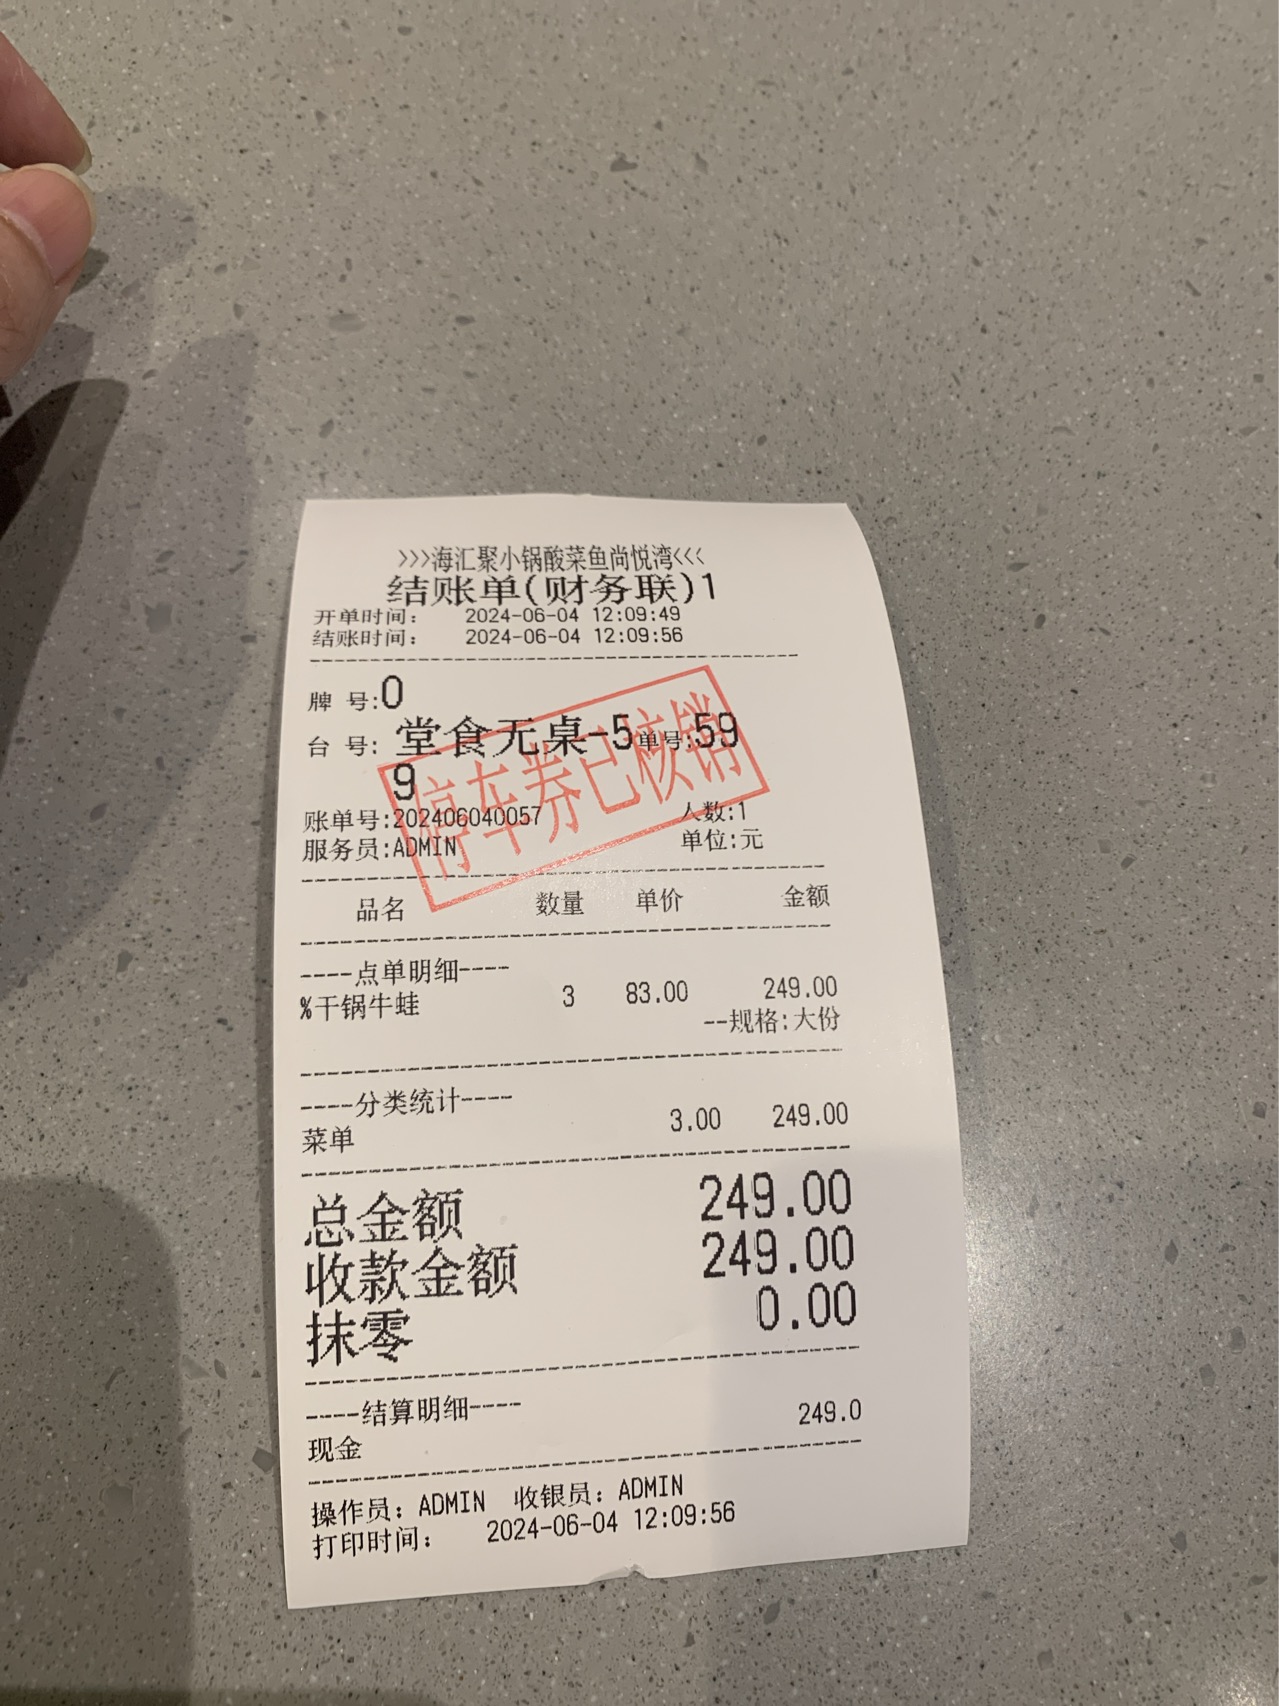 >>>海汇聚小锅酸菜鱼尚悦湾<<<
结账单(财务联)1
开单时间： 2024-06-04 12:09:49
结账时间： 2024-06-04 12:09:56
牌 号:0
台 号: 堂食无桌-5单号:59
9
停车券已核销
账单号:202406040057 人数:1
服务员:ADMIN 单位:元
品名 数量 单价 金额
----点单明细----
%干锅牛蛙 3 83.00 249.00
--规格:大份
----分类统计----
菜单 3.00 249.00
总金额 249.00
收款金额 249.00
抹零 0.00
----结算明细----
现金 249.0
操作员：ADMIN 收银员：ADMIN
打印时间： 2024-06-04 12:09:56